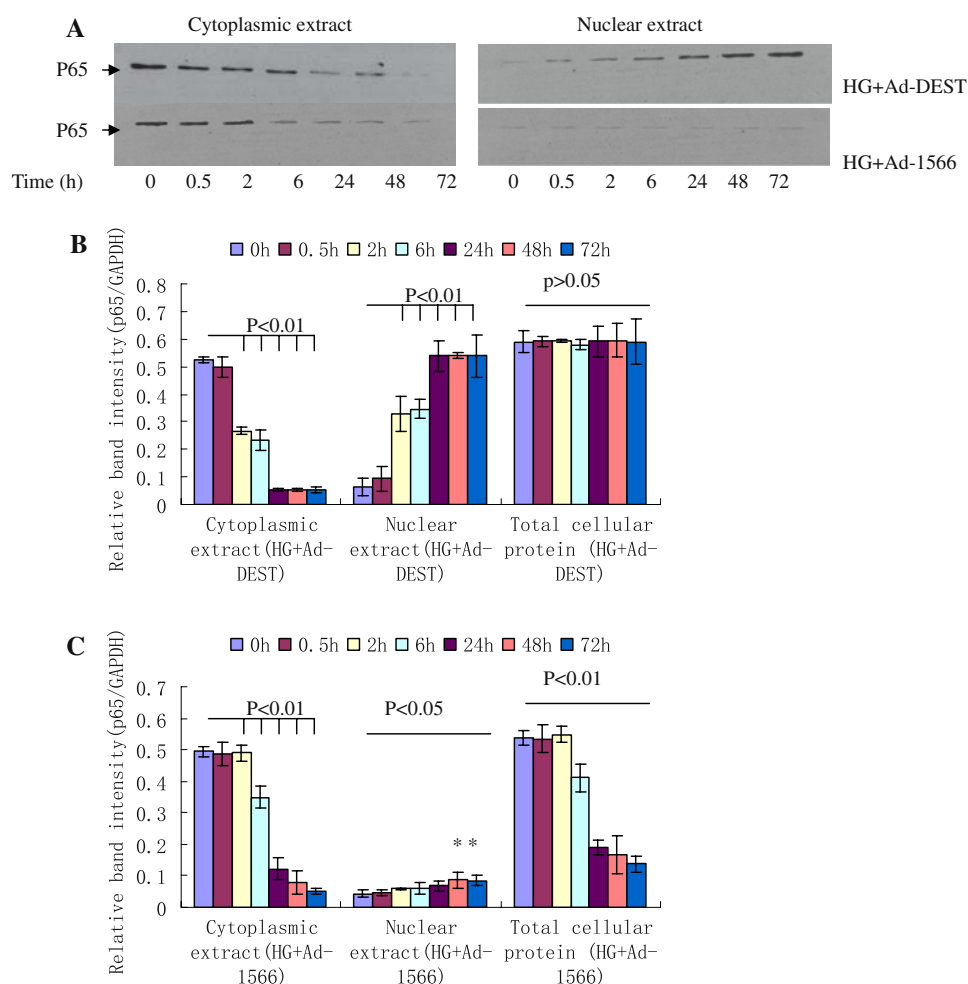 A
Cytoplasmic extract
Nuclear extract
P65
HG+Ad-DEST
P65
HG+Ad-1566
Time (h) 0 0.5 2 6 24 48 72 0 0.5 2 6 24 48 72
B
0h 0.5h 2h 6h 24h 48h 72h
Relative band intensity(p65/GAPDH)
0.8
0.7
0.6
0.5
0.4
0.3
0.2
0.1
0
P<0.01
P<0.01
p>0.05
Cytoplasmic
extract(HG+Ad-
DEST)
Nuclear
extract(HG+Ad-
DEST)
Total cellular
protein (HG+Ad-
DEST)
C
0h 0.5h 2h 6h 24h 48h 72h
Relative band intensity(p65/GAPDH)
0.7
0.6
0.5
0.4
0.3
0.2
0.1
0
P<0.01
P<0.05
P<0.01
* *
Cytoplasmic
extract(HG+Ad-
1566)
Nuclear
extract(HG+Ad-
1566)
Total cellular
protein (HG+Ad-
1566)